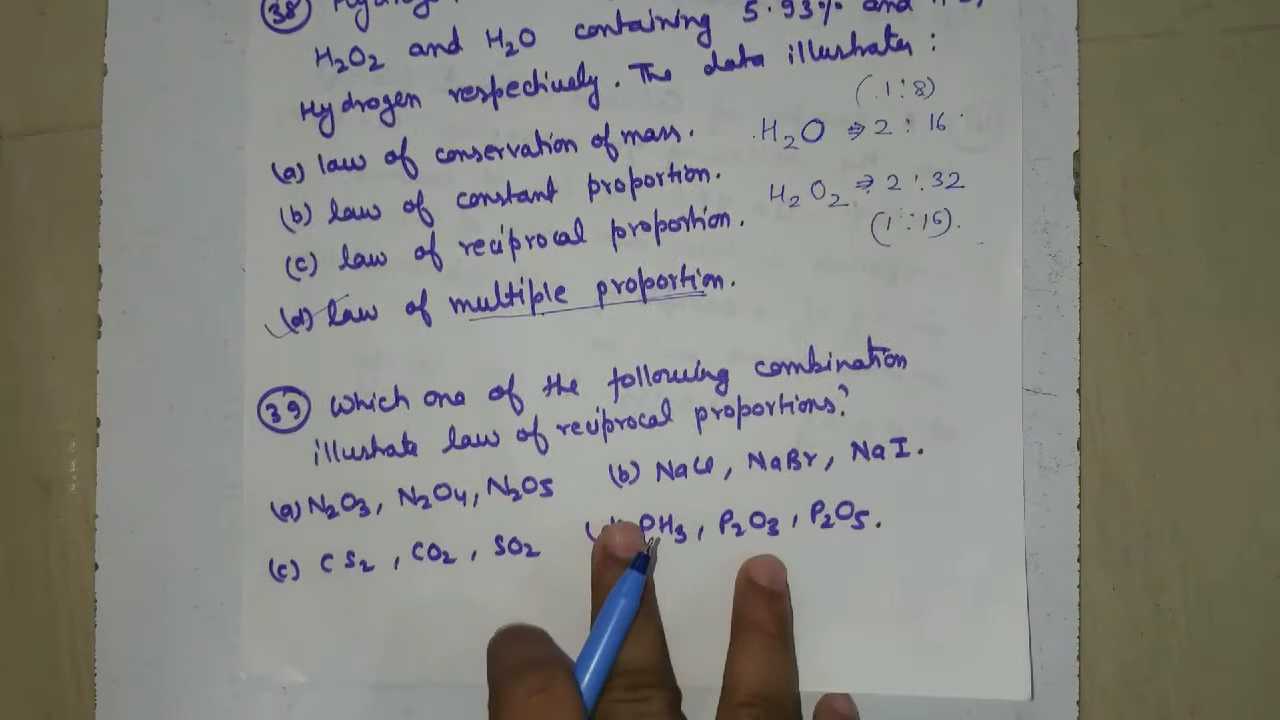 38
H₂O₂ and H₂O containing 5.93% and
Hydrogen respectively. The data illustrates :
(a) law of conservation of mass.
(b) law of constant proportion.
(c) law of reciprocal proportion.
(d) law of multiple proportion.
(1:8)
H₂O ⇒ 2 : 16
H₂O₂ ⇒ 2 : 32
(1 : 16).
39 Which one of the following combination
illustrate law of reciprocal proportions?
(a) N₂O₃, N₂O₄, N₂O₅ (b) NaCl, NaBr, NaI.
(c) CS₂, CO₂, SO₂ PH₃, P₂O₃, P₂O₅.